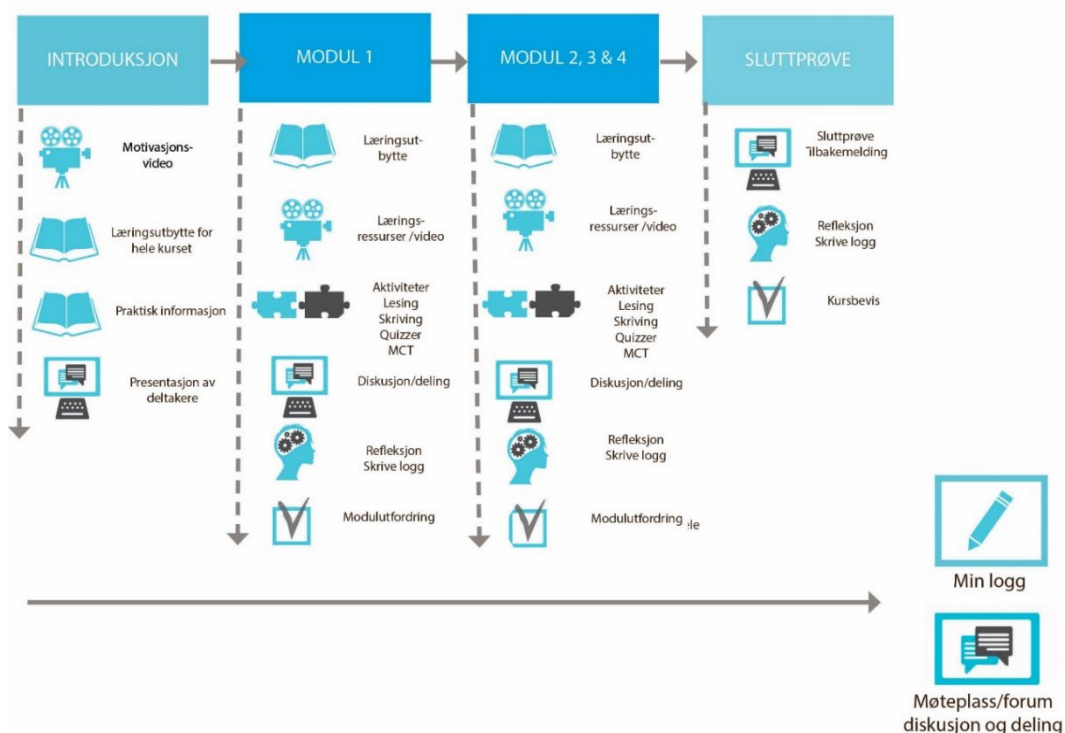 INTRODUKSJON
Motivasjons-
video
Læringsutbytte for
hele kurset
Praktisk informasjon
Presentasjon av
deltakere
MODUL 1
Læringsut-
bytte
Lærings-
ressurser /video
Aktiviteter
Lesing
Skriving
Quizzer
MCT
Diskusjon/deling
Refleksjon
Skrive logg
Modulutfordring
MODUL 2, 3 & 4
Læringsut-
bytte
Lærings-
ressurser /video
Aktiviteter
Lesing
Skriving
Quizzer
MCT
Diskusjon/deling
Refleksjon
Skrive logg
Modulutfordring
ele
SLUTTPRØVE
Sluttprøve
Tilbakemelding
Refleksjon
Skrive logg
Kursbevis
Min logg
Møteplass/forum
diskusjon og deling